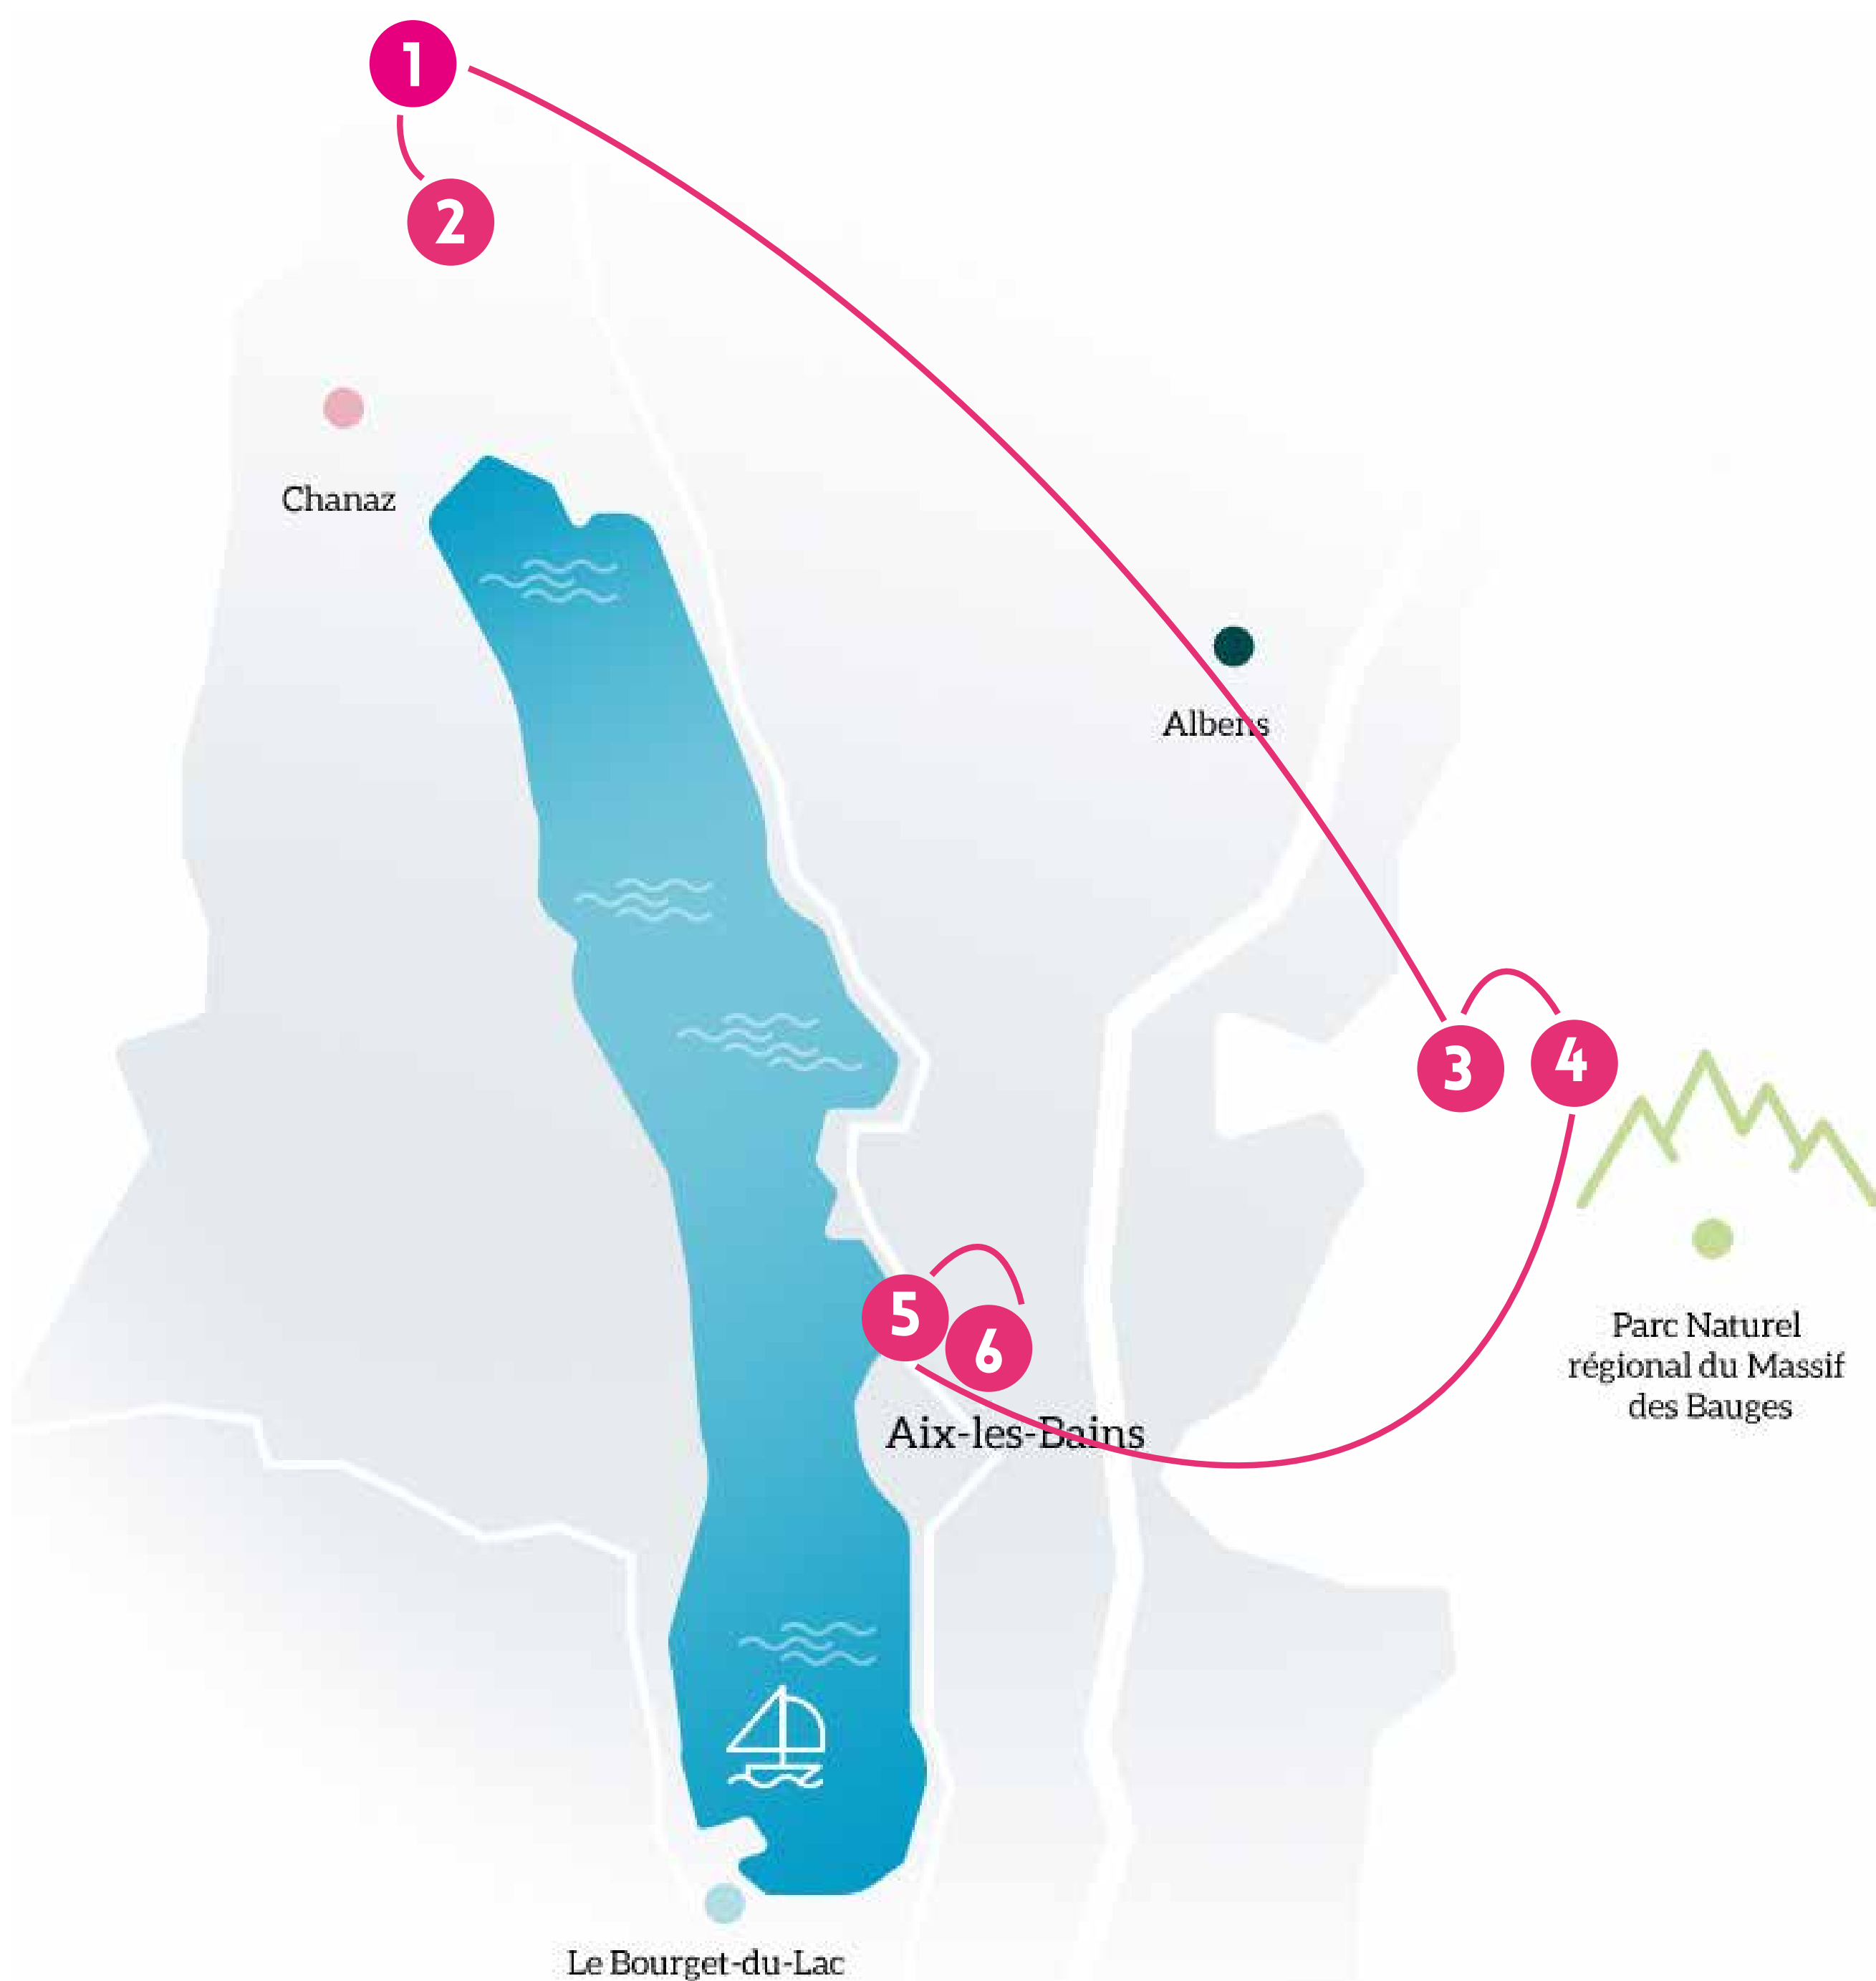 1
2
Chanaz
Albens
3
4
5
6
Parc Naturel
régional du Massif
des Bauges
Aix-les-Bains
Le Bourget-du-Lac